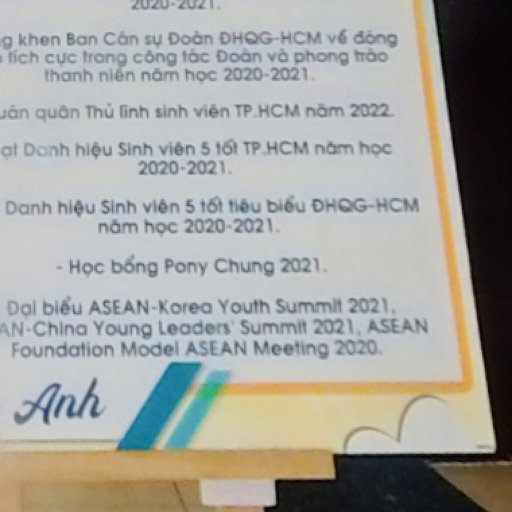 2020-2021.
g khen Ban Cán sự Đoàn ĐHQG-HCM về đóng
tích cực trong công tác Đoàn và phong trào
thanh niên năm học 2020-2021.
uán quân Thủ lĩnh sinh viên TP.HCM năm 2022.
ạt Danh hiệu Sinh viên 5 tốt TP.HCM năm học
2020-2021.
Danh hiệu Sinh viên 5 tốt tiêu biểu ĐHQG-HCM
năm học 2020-2021.
- Học bổng Pony Chung 2021.
Đại biểu ASEAN-Korea Youth Summit 2021,
AN-China Young Leaders' Summit 2021, ASEAN
Foundation Model ASEAN Meeting 2020.
Anh